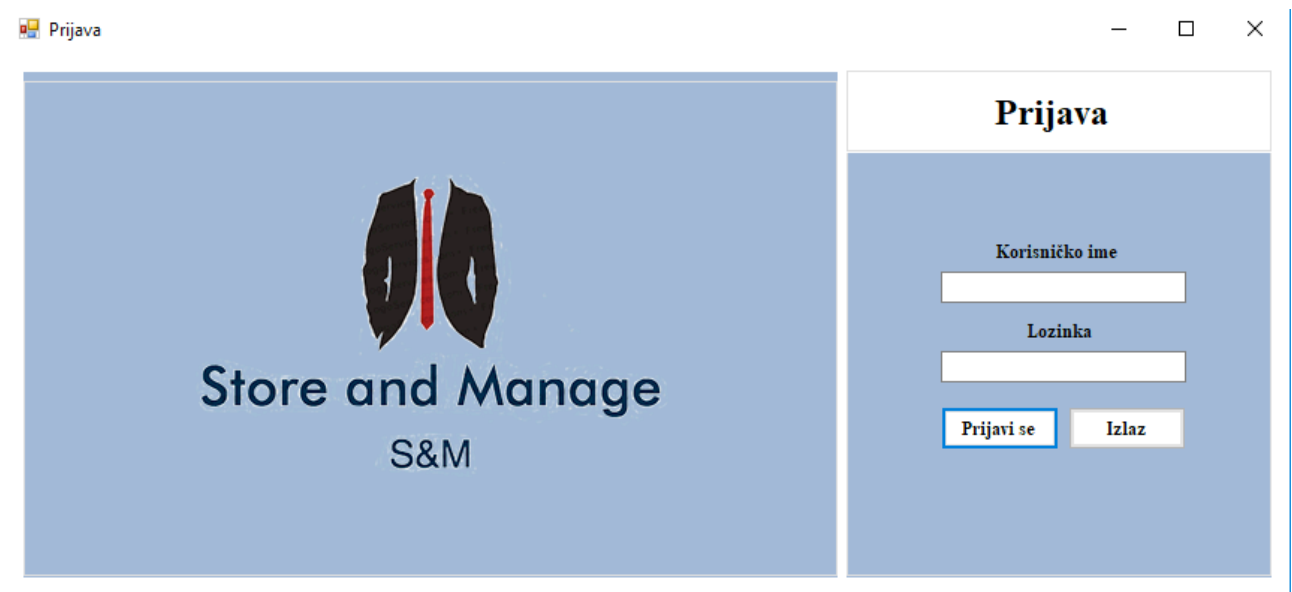 Prijava
Store and Manage
S&M
Prijava
Korisničko ime
Lozinka
Prijavi se
Izlaz